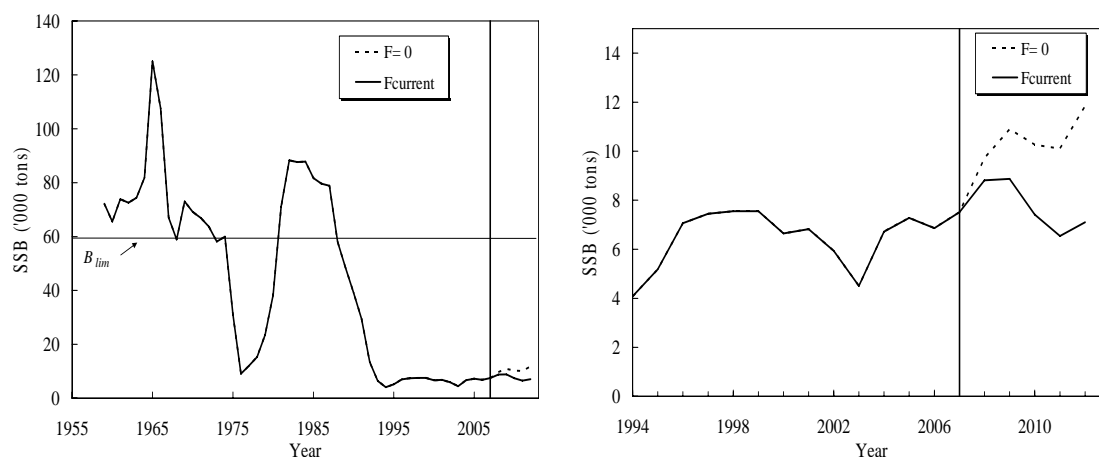 140
120
100
80
60
40
20
0
SSB ('000 tons)
F= 0
Fcurrent
B lim
1955 1965 1975 1985 1995 2005
Year
14
12
10
8
6
4
2
0
SSB ('000 tons)
F= 0
Fcurrent
1994 1998 2002 2006 2010
Year